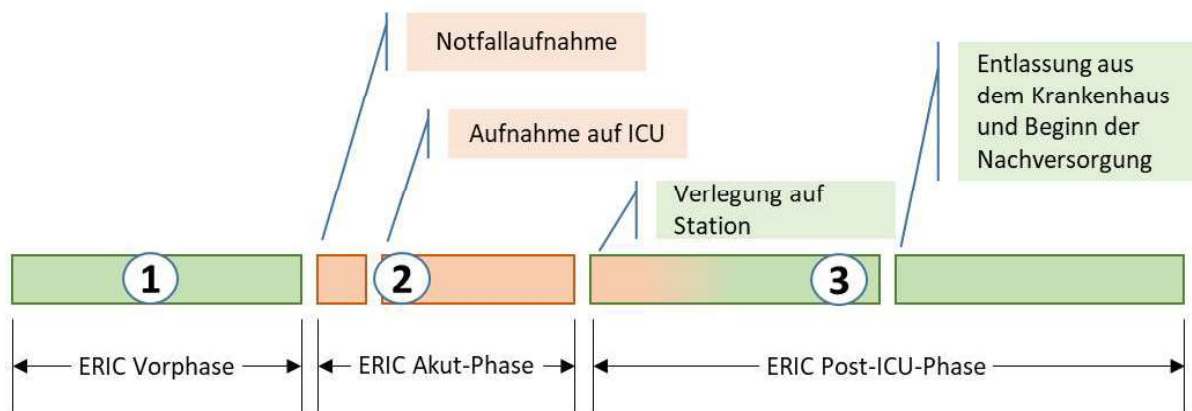 Notfallaufnahme
Aufnahme auf ICU
Verlegung auf
Station
Entlassung aus
dem Krankenhaus
und Beginn der
Nachversorgung
1
2
3
ERIC Vorphase
ERIC Akut-Phase
ERIC Post-ICU-Phase